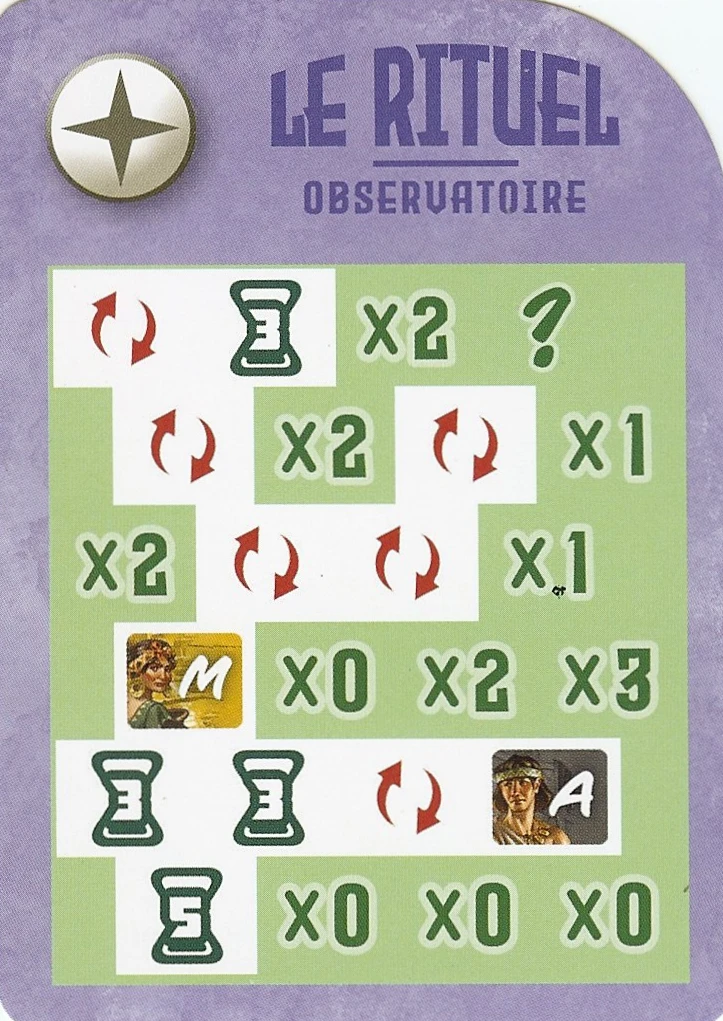 LE RITUEL
OBSERVATOIRE
3 X2 ?
X2 X1
X2 X1
M X0 X2 X3
3 3 A
5 X0 X0 X0